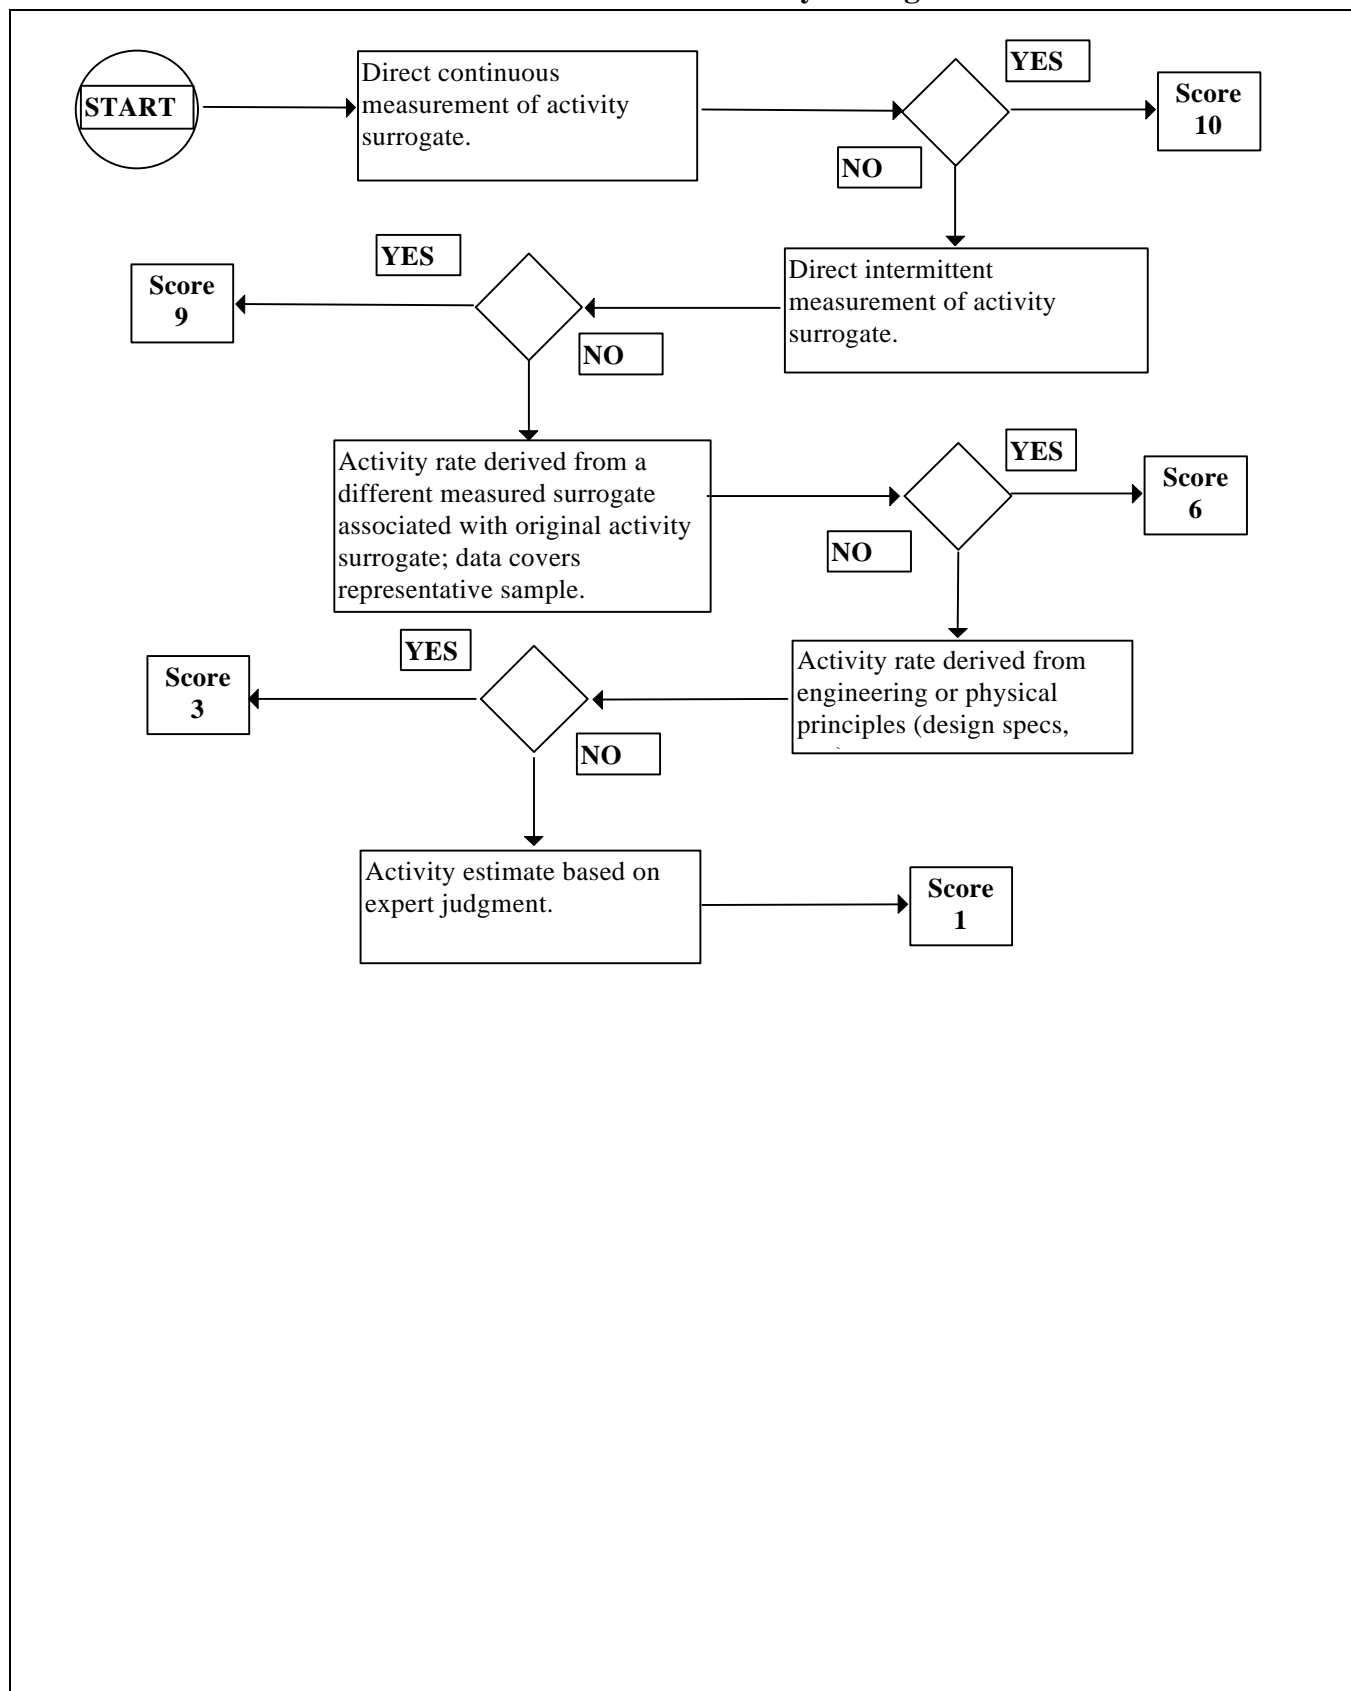 START
Direct continuous
measurement of activity
surrogate.
YES
Score
10
NO
Direct intermittent
measurement of activity
surrogate.
YES
Score
9
NO
Activity rate derived from a
different measured surrogate
associated with original activity
surrogate; data covers
representative sample.
YES
Score
6
NO
Activity rate derived from
engineering or physical
principles (design specs,
YES
Score
3
NO
Activity estimate based on
expert judgment.
Score
1